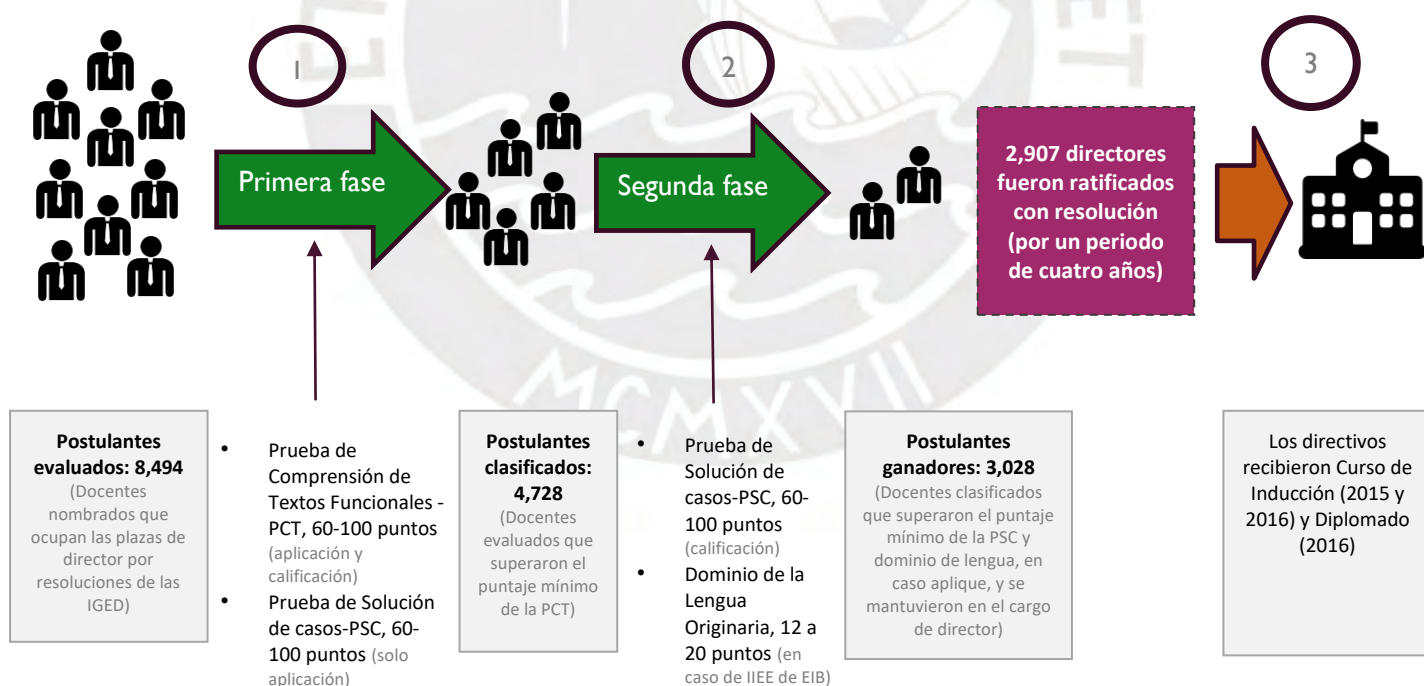 1
2
3
Primera fase
Segunda fase
2,907 directores
fueron ratificados
con resolución
(por un periodo
de cuatro años)
MCMXVII
Postulantes
evaluados: 8,494
(Docentes
nombrados que
ocupan las plazas de
director por
resoluciones de las
IGED)
• Prueba de
Comprensión de
Textos Funcionales -
PCT, 60-100 puntos
(aplicación y
calificación)
• Prueba de Solución
de casos-PSC, 60-
100 puntos (solo
aplicación)
Postulantes
clasificados:
4,728
(Docentes
evaluados que
superaron el
puntaje mínimo
de la PCT)
• Prueba de
Solución de
casos-PSC, 60-
100 puntos
(calificación)
• Dominio de la
Lengua
Originaria, 12 a
20 puntos (en
caso de IIEE de EIB)
Postulantes
ganadores: 3,028
(Docentes clasificados
que superaron el puntaje
mínimo de la PSC y
dominio de lengua, en
caso aplique, y se
mantuvieron en el cargo
de director)
Los directivos
recibieron Curso de
Inducción (2015 y
2016) y Diplomado
(2016)